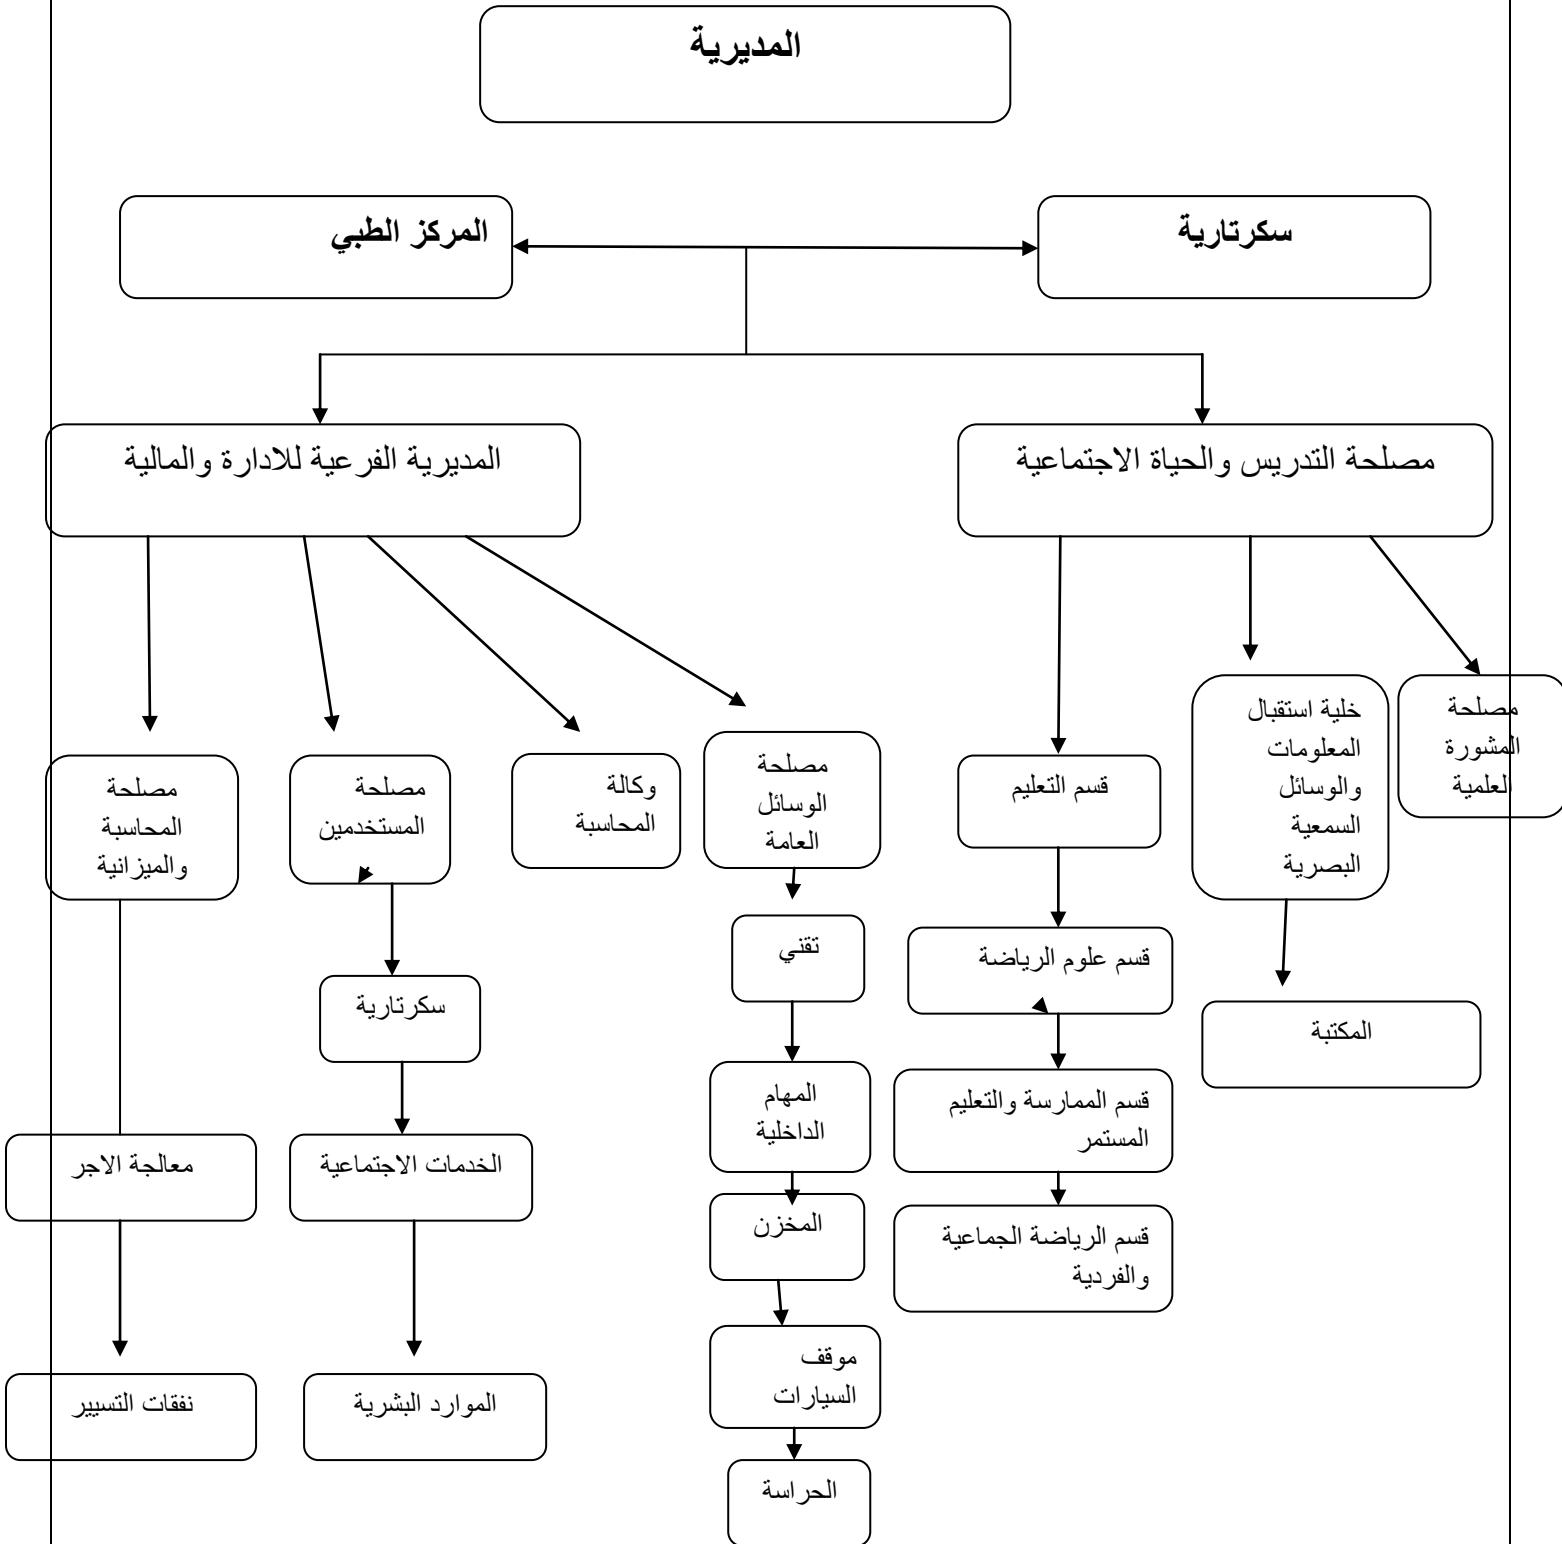 المديرية
سكرتارية
المركز الطبي
مصلحة التدريس والحياة الاجتماعية
المديرية الفرعية للادارة والمالية
مصلحة
المشورة
العلمية
خلية استقبال
المعلومات
والوسائل
السمعية
البصرية
قسم التعليم
مصلحة
الوسائل
العامة
وكالة
المحاسبة
مصلحة
المستخدمين
مصلحة
المحاسبة
والميزانية
المكتبة
قسم علوم الرياضة
تقني
سكرتارية
قسم الممارسة والتعليم
المستمر
المهام
الداخلية
الخدمات الاجتماعية
معالجة الاجر
قسم الرياضة الجماعية
والفردية
المخزن
موقف
السيارات
الموارد البشرية
نفقات التسيير
الحراسة